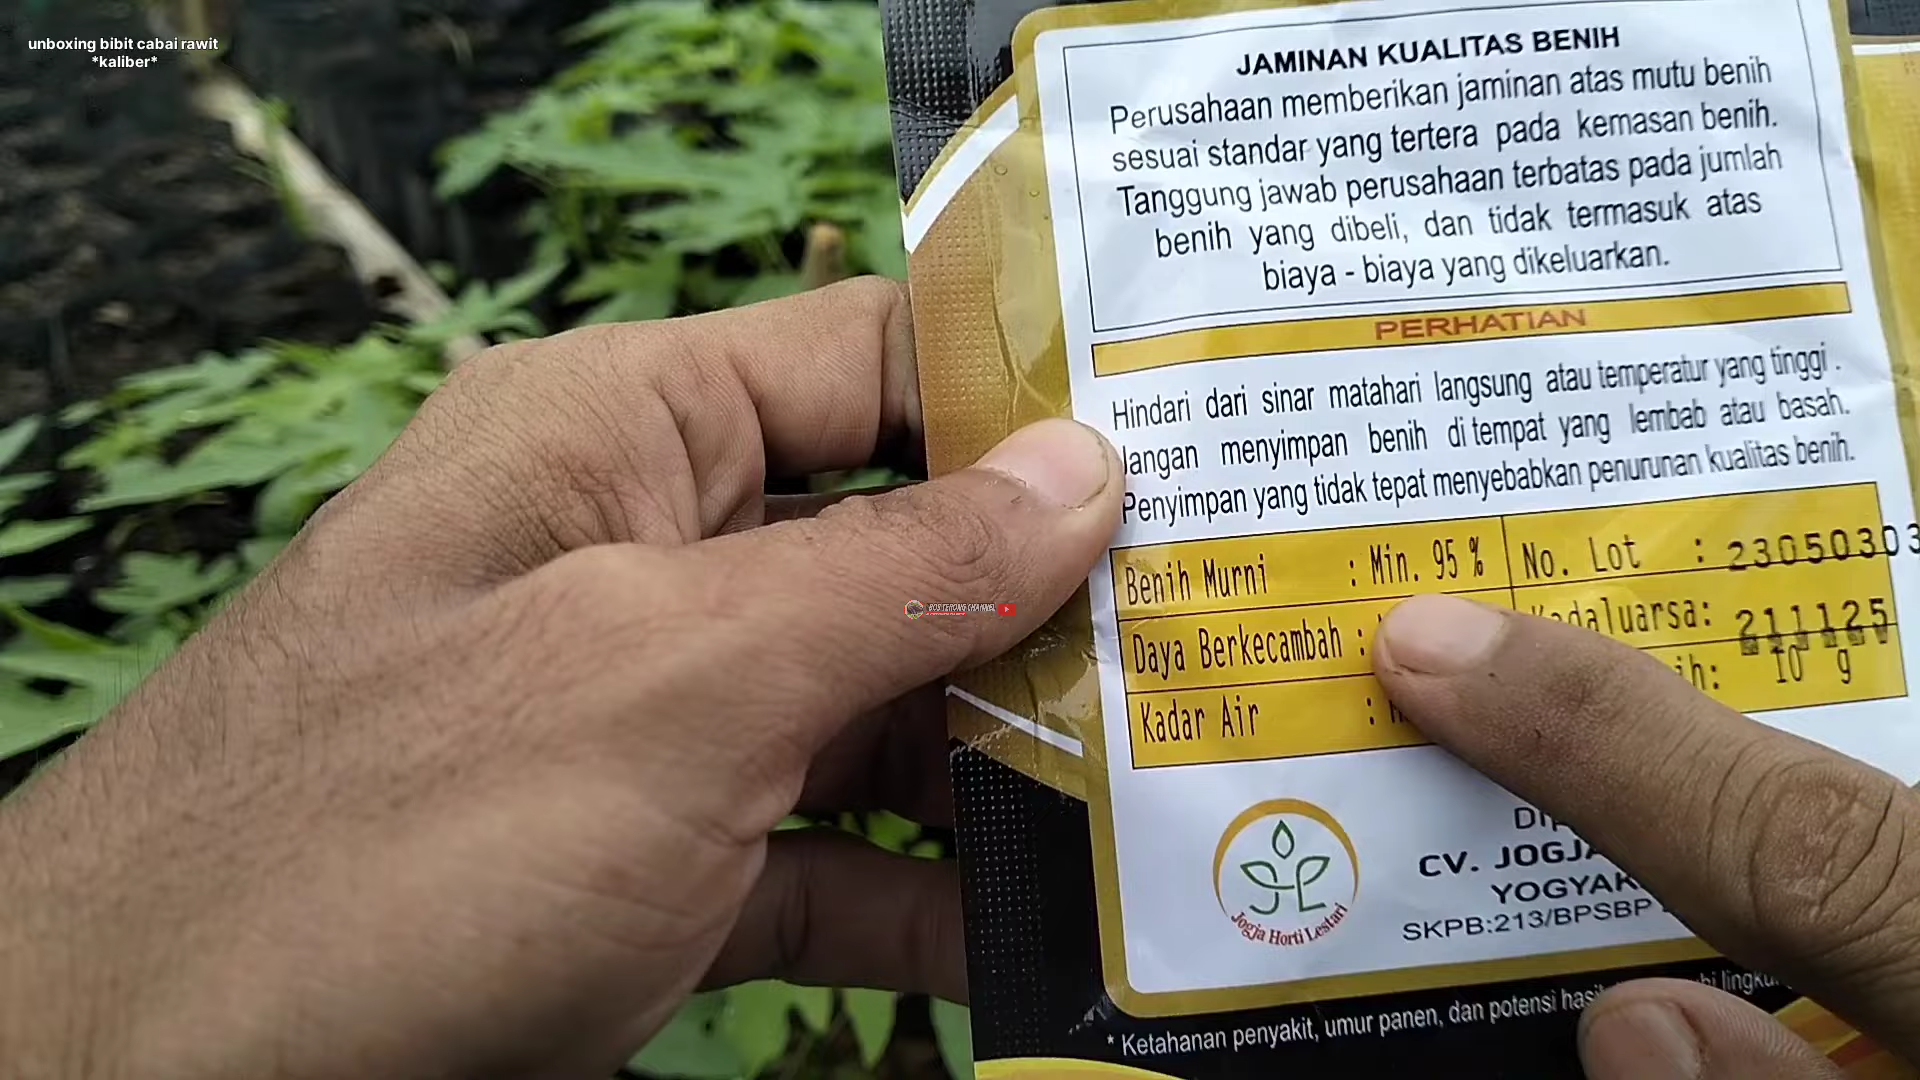 unboxing bibit cabai rawit
*kaliber*
JAMINAN KUALITAS BENIH
Perusahaan memberikan jaminan atas mutu benih
sesuai standar yang tertera pada kemasan benih.
Tanggung jawab perusahaan terbatas pada jumlah
benih yang dibeli, dan tidak termasuk atas
biaya - biaya yang dikeluarkan.
PERHATIAN
Hindari dari sinar matahari langsung atau temperatur yang tinggi .
Jangan menyimpan benih di tempat yang lembab atau basah.
Penyimpan yang tidak tepat menyebabkan penurunan kualitas benih.
Benih Murni : Min. 95 % No. Lot : 23050303
Daya Berkecambah : Kadaluarsa: 211125
Kadar Air : 10 g
BOS TERONG CHANNEL
Jogja Horti Lestari
CV. JOGJA
SKPB:213/BPSBP
* Ketahanan penyakit, umur panen, dan potensi hasil